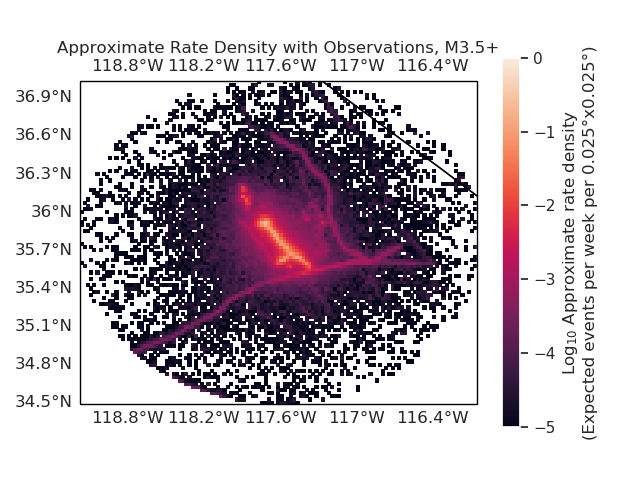 Approximate Rate Density with Observations, M3.5+
118.8°W 118.2°W 117.6°W 117°W 116.4°W
36.9°N
36.6°N
36.3°N
36°N
35.7°N
35.4°N
35.1°N
34.8°N
34.5°N
118.8°W 118.2°W 117.6°W 117°W 116.4°W
0
−1
−2
−3
−4
−5
Log₁₀ Approximate rate density
(Expected events per week per 0.025°x0.025°)